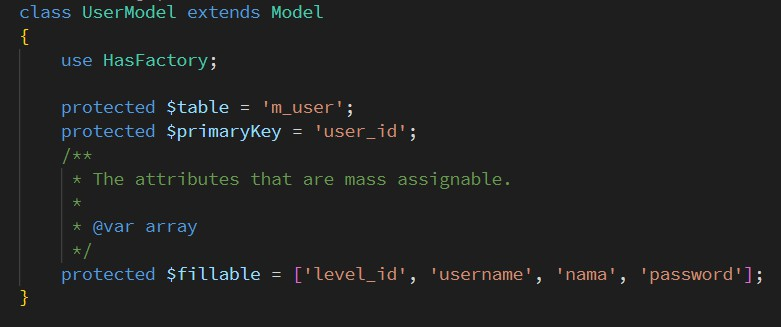 class UserModel extends Model
{
use HasFactory;
protected $table = 'm_user';
protected $primaryKey = 'user_id';
/**
* The attributes that are mass assignable.
*
* @var array
*/
protected $fillable = ['level_id', 'username', 'nama', 'password'];
}